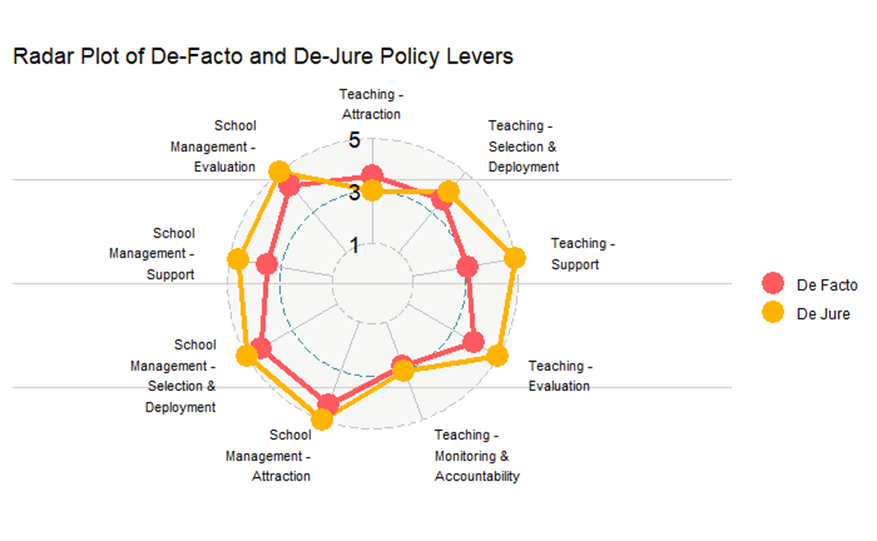 Radar Plot of De-Facto and De-Jure Policy Levers
Teaching -
Attraction
Teaching -
Selection &
Deployment
Teaching -
Support
Teaching -
Evaluation
Teaching -
Monitoring &
Accountability
School
Management -
Attraction
School
Management -
Selection &
Deployment
School
Management -
Support
School
Management -
Evaluation
5
3
1
De Facto
De Jure